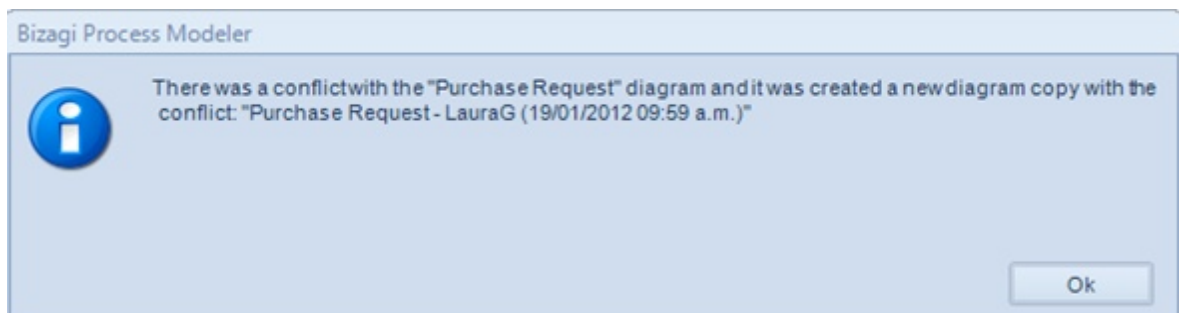 Bizagi Process Modeler
There was a conflict with the "Purchase Request" diagram and it was created a new diagram copy with the
conflict: "Purchase Request - LauraG (19/01/2012 09:59 a.m.)"
Ok